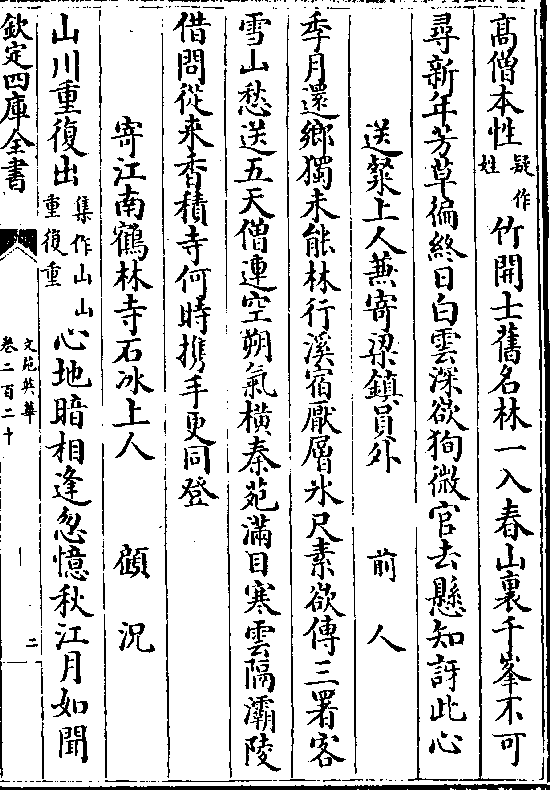 高僧本性疑作姓竹開士舊名林一入春山裏千峯不可
尋新年芳草徧終日白雲深欲狥微官去懸知訝此心
送粲上人兼寄梁鎮員外 前人
季月還鄉獨未能林行溪宿厭層氷尺素欲傳三署客
雪山愁送五天僧連空朔氣橫秦苑滿目寒雲隔灞陵
借問從來香積寺何時携手更同登
寄江南鶴林寺石冰上人 顧況
山川重復出集作山山重復重心地暗相逢忽憶秋江月如聞
欽定四庫全書
文苑英華
卷二百二十
二